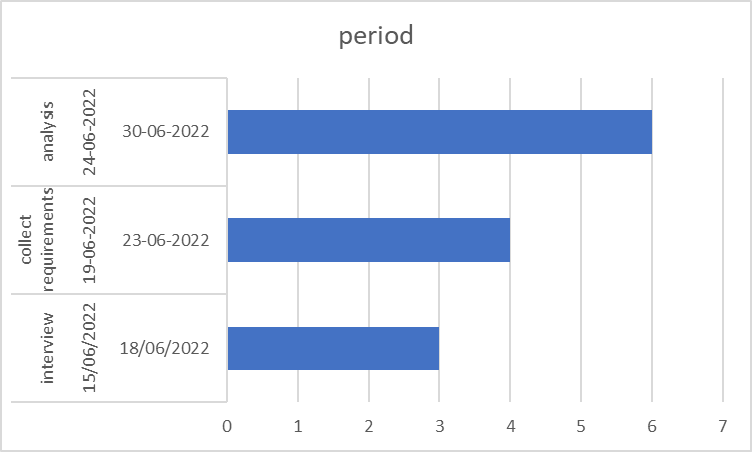 period
analysis
24-06-2022
30-06-2022
collect
requirements
19-06-2022
23-06-2022
interview
15/06/2022
18/06/2022
0 1 2 3 4 5 6 7